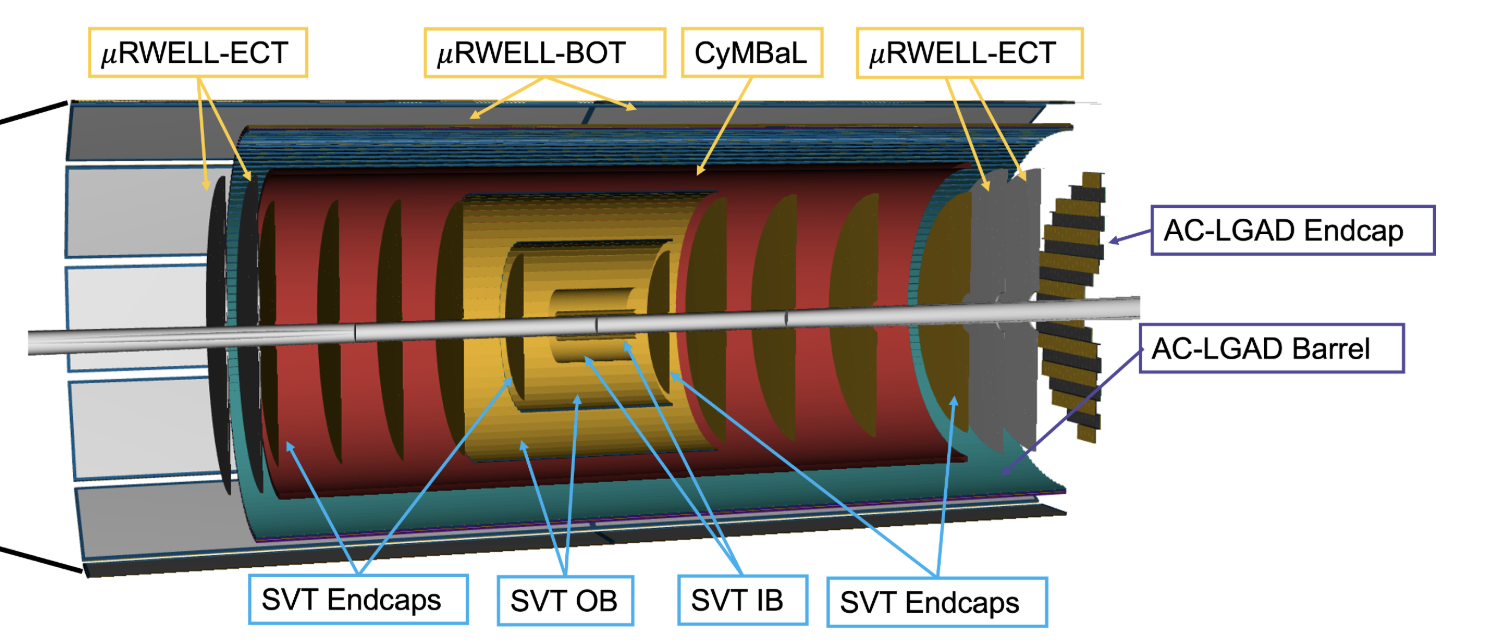 𝜇RWELL-ECT
𝜇RWELL-BOT
CyMBaL
𝜇RWELL-ECT
AC-LGAD Endcap
AC-LGAD Barrel
SVT Endcaps
SVT OB
SVT IB
SVT Endcaps